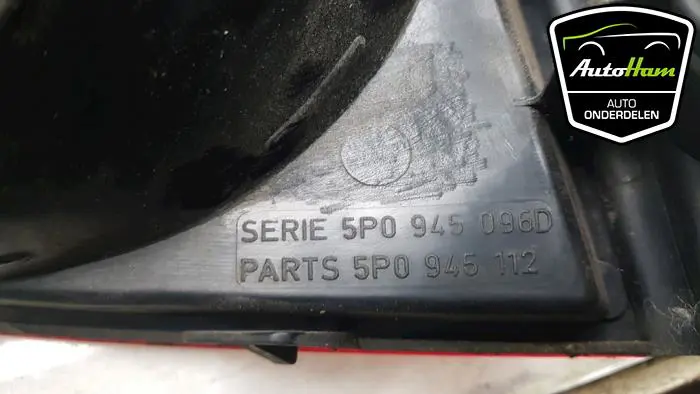 AutoHam
AUTO
ONDERDELEN
SERIE 5P0 945 096D
PARTS 5P0 945 112